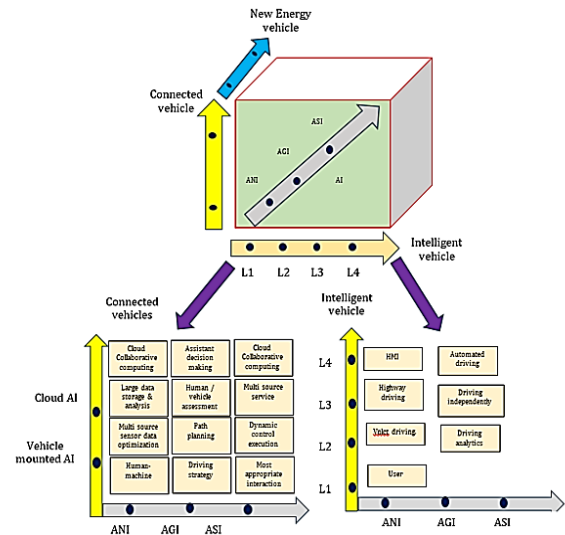 New Energy
vehicle
Connected
vehicle
ASI
AGI
ANI
AI
Intelligent
vehicle
L1 L2 L3 L4
Connected
vehicles
Cloud
Collaborative
computing
Assistant
decision
making
Cloud
Collaborative
computing
Large data
storage &
analysis
Human /
vehicle
assessment
Multi source
service
Multi source
sensor data
optimization
Path
planning
Dynamic
control
execution
Human-
machine
Driving
strategy
Most
appropriate
interaction
Cloud AI
Vehicle
mounted AI
ANI AGI ASI
Intelligent
vehicle
L4
L3
L2
L1
HMI
Automated
driving
Highway
driving
Driving
independently
driving
Driving
analytics
User
ANI AGI ASI